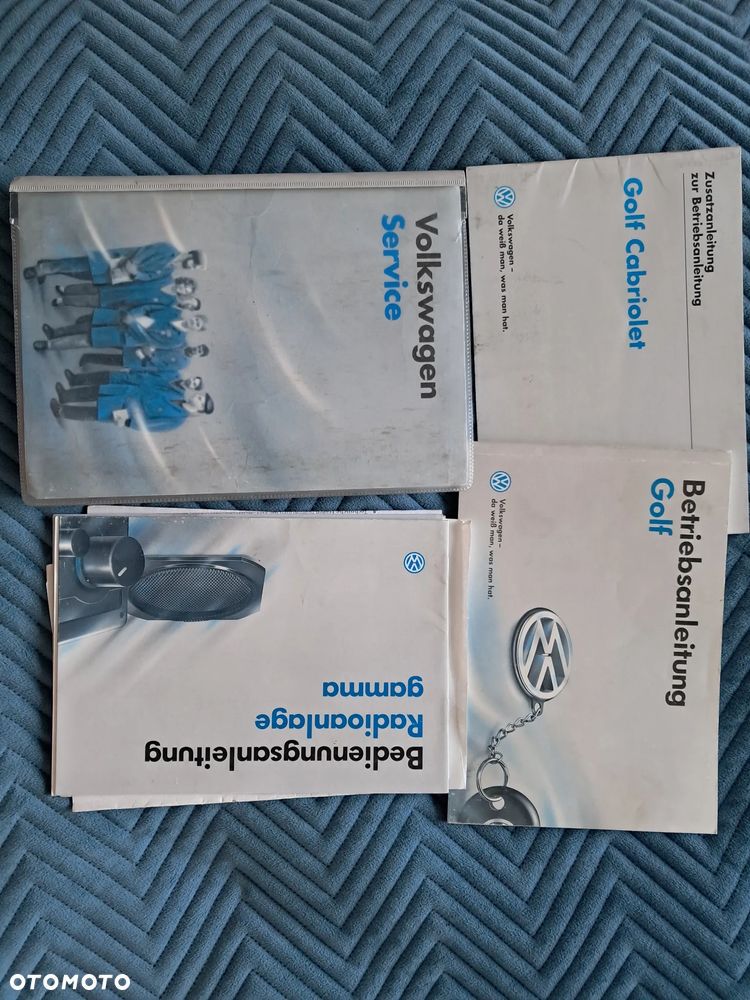 Volkswagen
Service
Zusatzanleitung
zur Betriebsanleitung
Golf Cabriolet
Volkswagen –
da weiß man, was man hat.
Betriebsanleitung
Golf
Volkswagen –
da weiß man, was man hat.
Bedienungsanleitung
Radioanlage
gamma
OTOMOTO